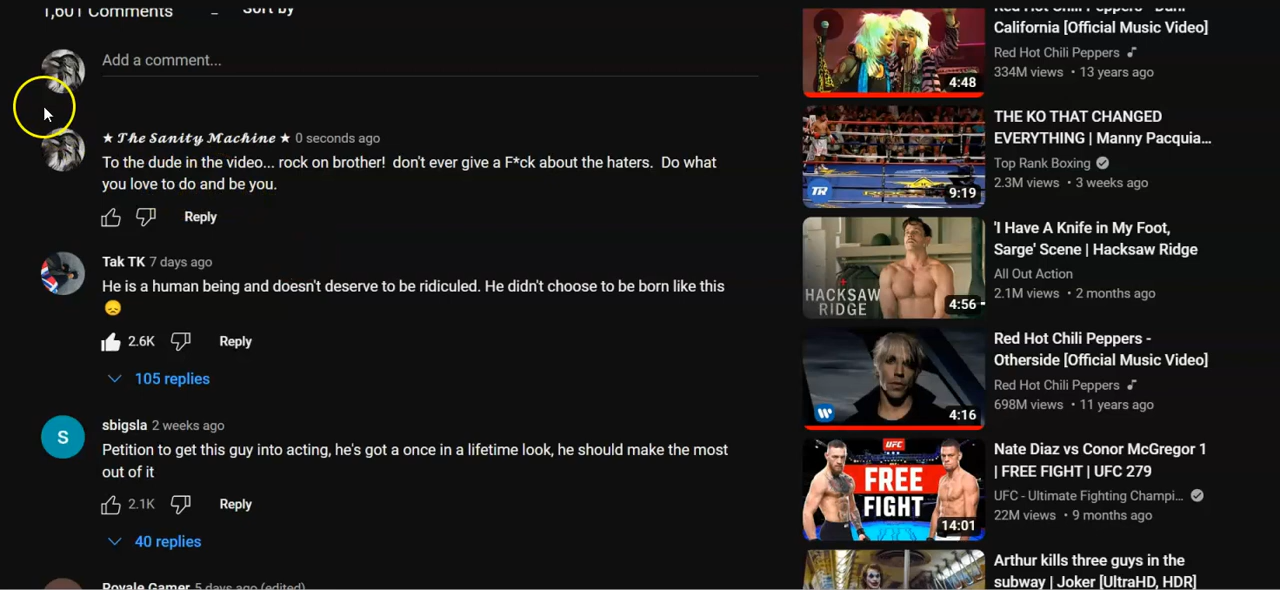 1,601 Comments
Sort by
Add a comment...
★ 𝓣𝓱𝓮 𝓢𝓪𝓷𝓲𝓽𝔂 𝓜𝓪𝓬𝓱𝓲𝓷𝓮 ★ 0 seconds ago
To the dude in the video... rock on brother! don't ever give a F*ck about the haters. Do what
you love to do and be you.
Reply
Tak TK 7 days ago
He is a human being and doesn't deserve to be ridiculed. He didn't choose to be born like this
😞
2.6K Reply
105 replies
S
sbigsla 2 weeks ago
Petition to get this guy into acting, he's got a once in a lifetime look, he should make the most
out of it
2.1K Reply
40 replies
Royale Gamer 5 days ago (edited)
Red Hot Chili Peppers - Dani
California [Official Music Video]
Red Hot Chili Peppers
334M views • 13 years ago
4:48
THE KO THAT CHANGED
EVERYTHING | Manny Pacquia...
Top Rank Boxing
2.3M views • 3 weeks ago
TR
9:19
'I Have A Knife in My Foot,
Sarge' Scene | Hacksaw Ridge
All Out Action
2.1M views • 2 months ago
HACKSAW
RIDGE
4:56
Red Hot Chili Peppers -
Otherside [Official Music Video]
Red Hot Chili Peppers
698M views • 11 years ago
W
4:16
Nate Diaz vs Conor McGregor 1
| FREE FIGHT | UFC 279
UFC - Ultimate Fighting Champi...
22M views • 9 months ago
UFC
FREE
FIGHT
14:01
Arthur kills three guys in the
subway | Joker [UltraHD, HDR]